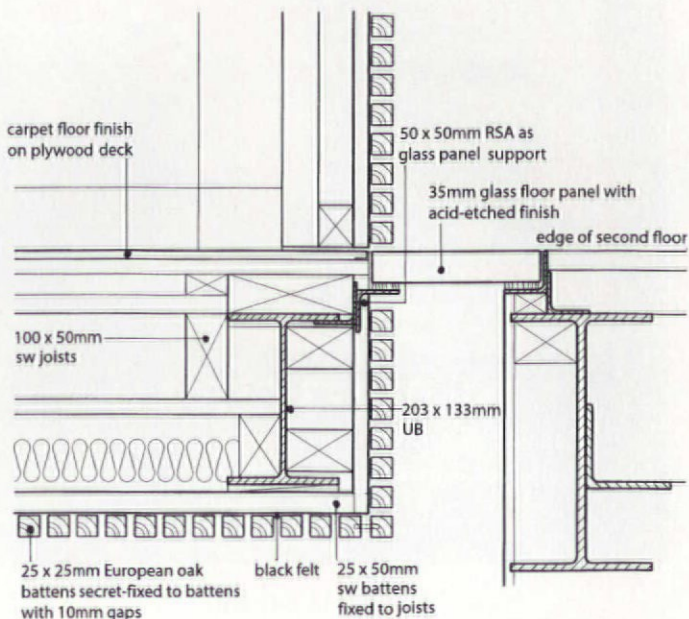 carpet floor finish
on plywood deck
50 x 50mm RSA as
glass panel support
35mm glass floor panel with
acid-etched finish
edge of second floor
100 x 50mm
sw joists
203 x 133mm
UB
25 x 25mm European oak
battens secret-fixed to battens
with 10mm gaps
black felt
25 x 50mm
sw battens
fixed to joists